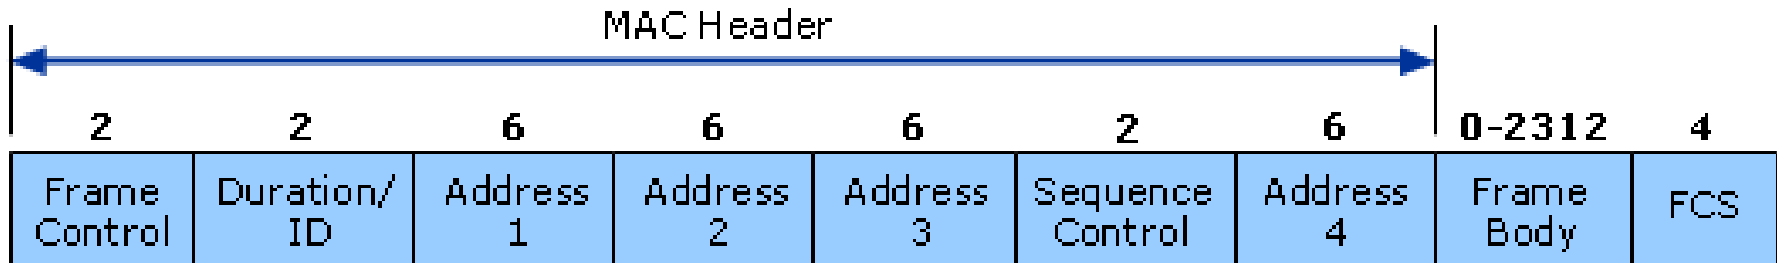 MAC Header
2 2 6 6 6 2 6 0-2312 4
Frame Control
Duration/ ID
Address 1
Address 2
Address 3
Sequence Control
Address 4
Frame Body
FCS